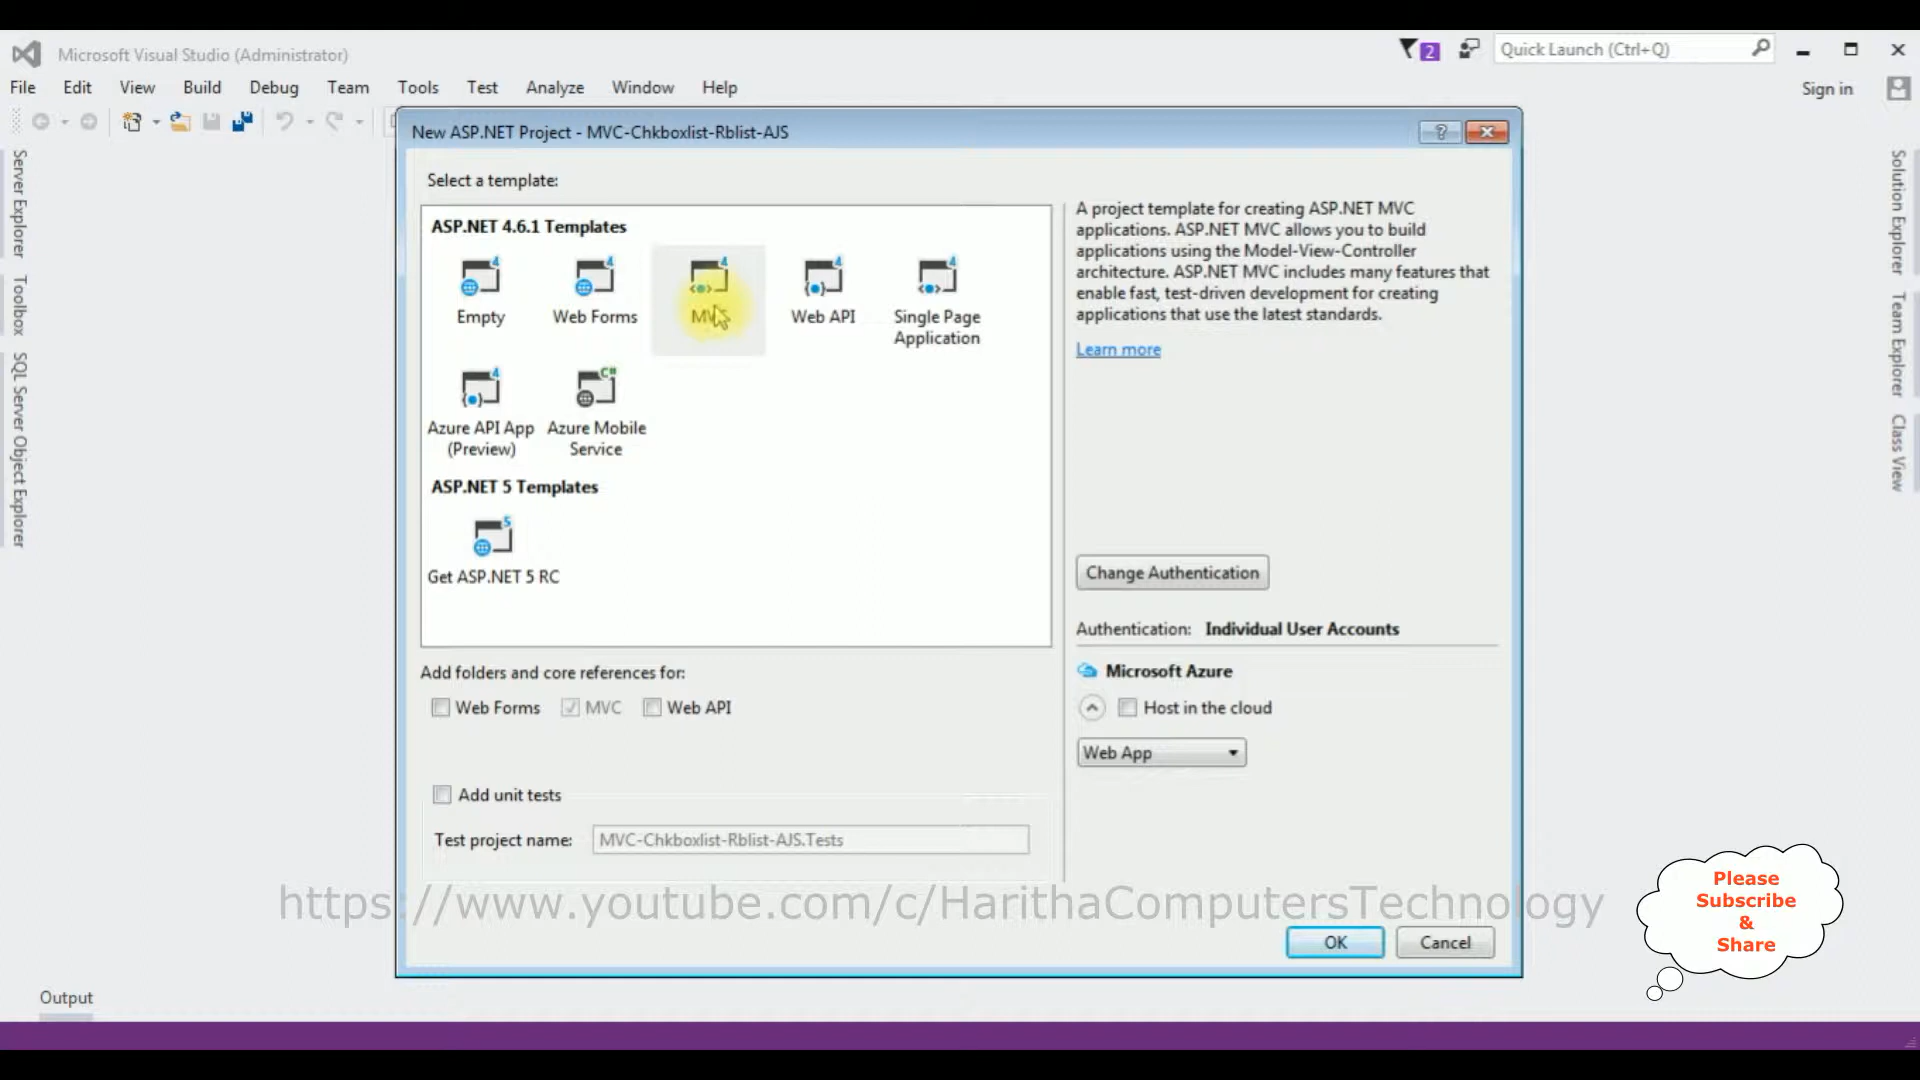 Microsoft Visual Studio (Administrator)
2
Quick Launch (Ctrl+Q)
File Edit View Build Debug Team Tools Test Analyze Window Help
Sign in
New ASP.NET Project - MVC-Chkboxlist-Rblist-AJS
?
Server Explorer
Toolbox
SQL Server Object Explorer
Solution Explorer
Team Explorer
Class View
Select a template:
ASP.NET 4.6.1 Templates
Empty
Web Forms
MVC
Web API
Single Page
Application
Azure API App
(Preview)
Azure Mobile
Service
ASP.NET 5 Templates
Get ASP.NET 5 RC
A project template for creating ASP.NET MVC
applications. ASP.NET MVC allows you to build
applications using the Model-View-Controller
architecture. ASP.NET MVC includes many features that
enable fast, test-driven development for creating
applications that use the latest standards.
Learn more
Change Authentication
Authentication: Individual User Accounts
Microsoft Azure
Host in the cloud
Web App
Add folders and core references for:
Web Forms MVC Web API
Add unit tests
Test project name: MVC-Chkboxlist-Rblist-AJS.Tests
https://www.youtube.com/c/HarithaComputersTechnology
OK
Cancel
Please
Subscribe
&
Share
Output